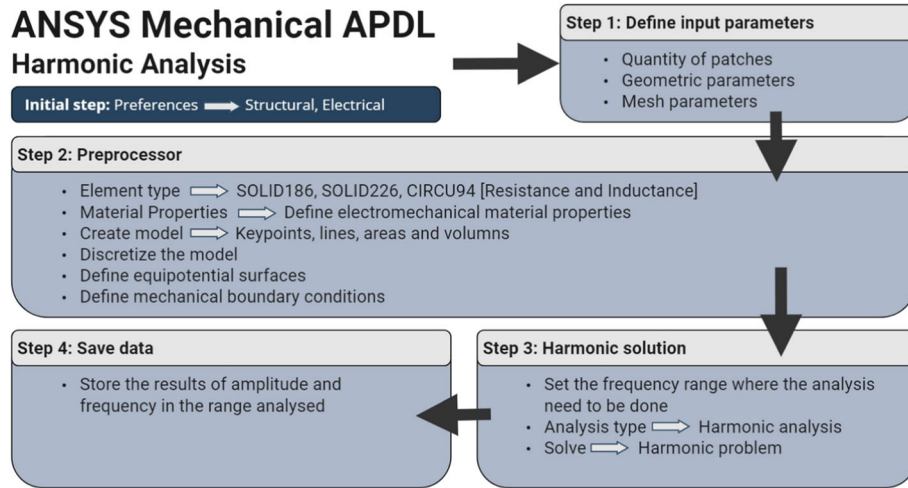 ANSYS Mechanical APDL
Harmonic Analysis
Initial step: Preferences Structural, Electrical
Step 1: Define input parameters
• Quantity of patches
• Geometric parameters
• Mesh parameters
Step 2: Preprocessor
• Element type SOLID186, SOLID226, CIRCU94 [Resistance and Inductance]
• Material Properties Define electromechanical material properties
• Create model Keypoints, lines, areas and volumns
• Discretize the model
• Define equipotential surfaces
• Define mechanical boundary conditions
Step 3: Harmonic solution
• Set the frequency range where the analysis
need to be done
• Analysis type Harmonic analysis
• Solve Harmonic problem
Step 4: Save data
• Store the results of amplitude and
frequency in the range analysed